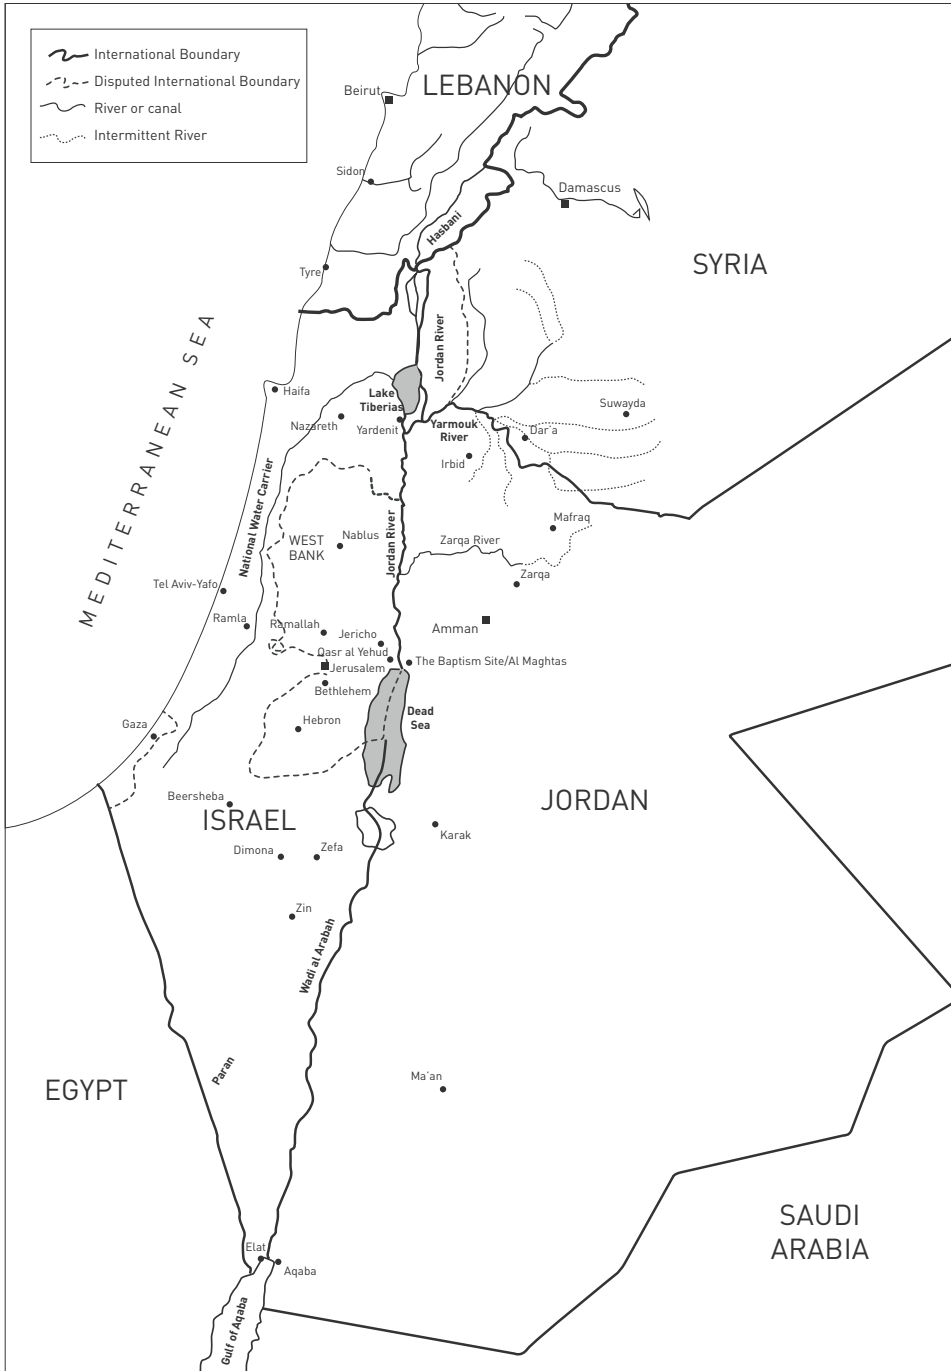 International Boundary
Disputed International Boundary
River or canal
Intermittent River
LEBANON
Beirut
Sidon
Damascus
Hasbani
SYRIA
Tyre
MEDITERRANEAN SEA
Jordan River
Haifa
Lake
Tiberias
Suwayda
Nazareth
Yardenit
Yarmouk
River
Dar'a
Irbid
National Water Carrier
Mafraq
WEST
BANK
Nablus
Jordan River
Zarqa River
Zarqa
Tel Aviv-Yafo
Ramla
Ramallah
Jericho
Amman
Qasr al Yehud
Jerusalem
The Baptism Site/Al Maghtas
Bethlehem
Hebron
Dead
Sea
Gaza
Beersheba
ISRAEL
JORDAN
Karak
Dimona
Zefa
Zin
Wadi al Arabah
Paran
EGYPT
Ma'an
SAUDI
ARABIA
Elat
Aqaba
Gulf of Aqaba